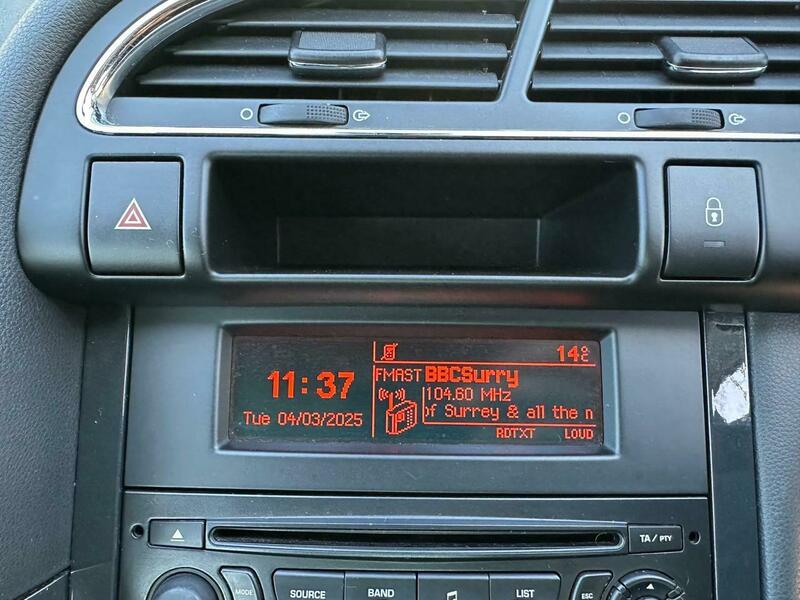 14°C
FMAST BBCSurry
11:37
104.60 MHz
of Surrey & all the n
Tue 04/03/2025
RDTXT LOUD
TA / PTY
MODE
SOURCE BAND LIST ESC